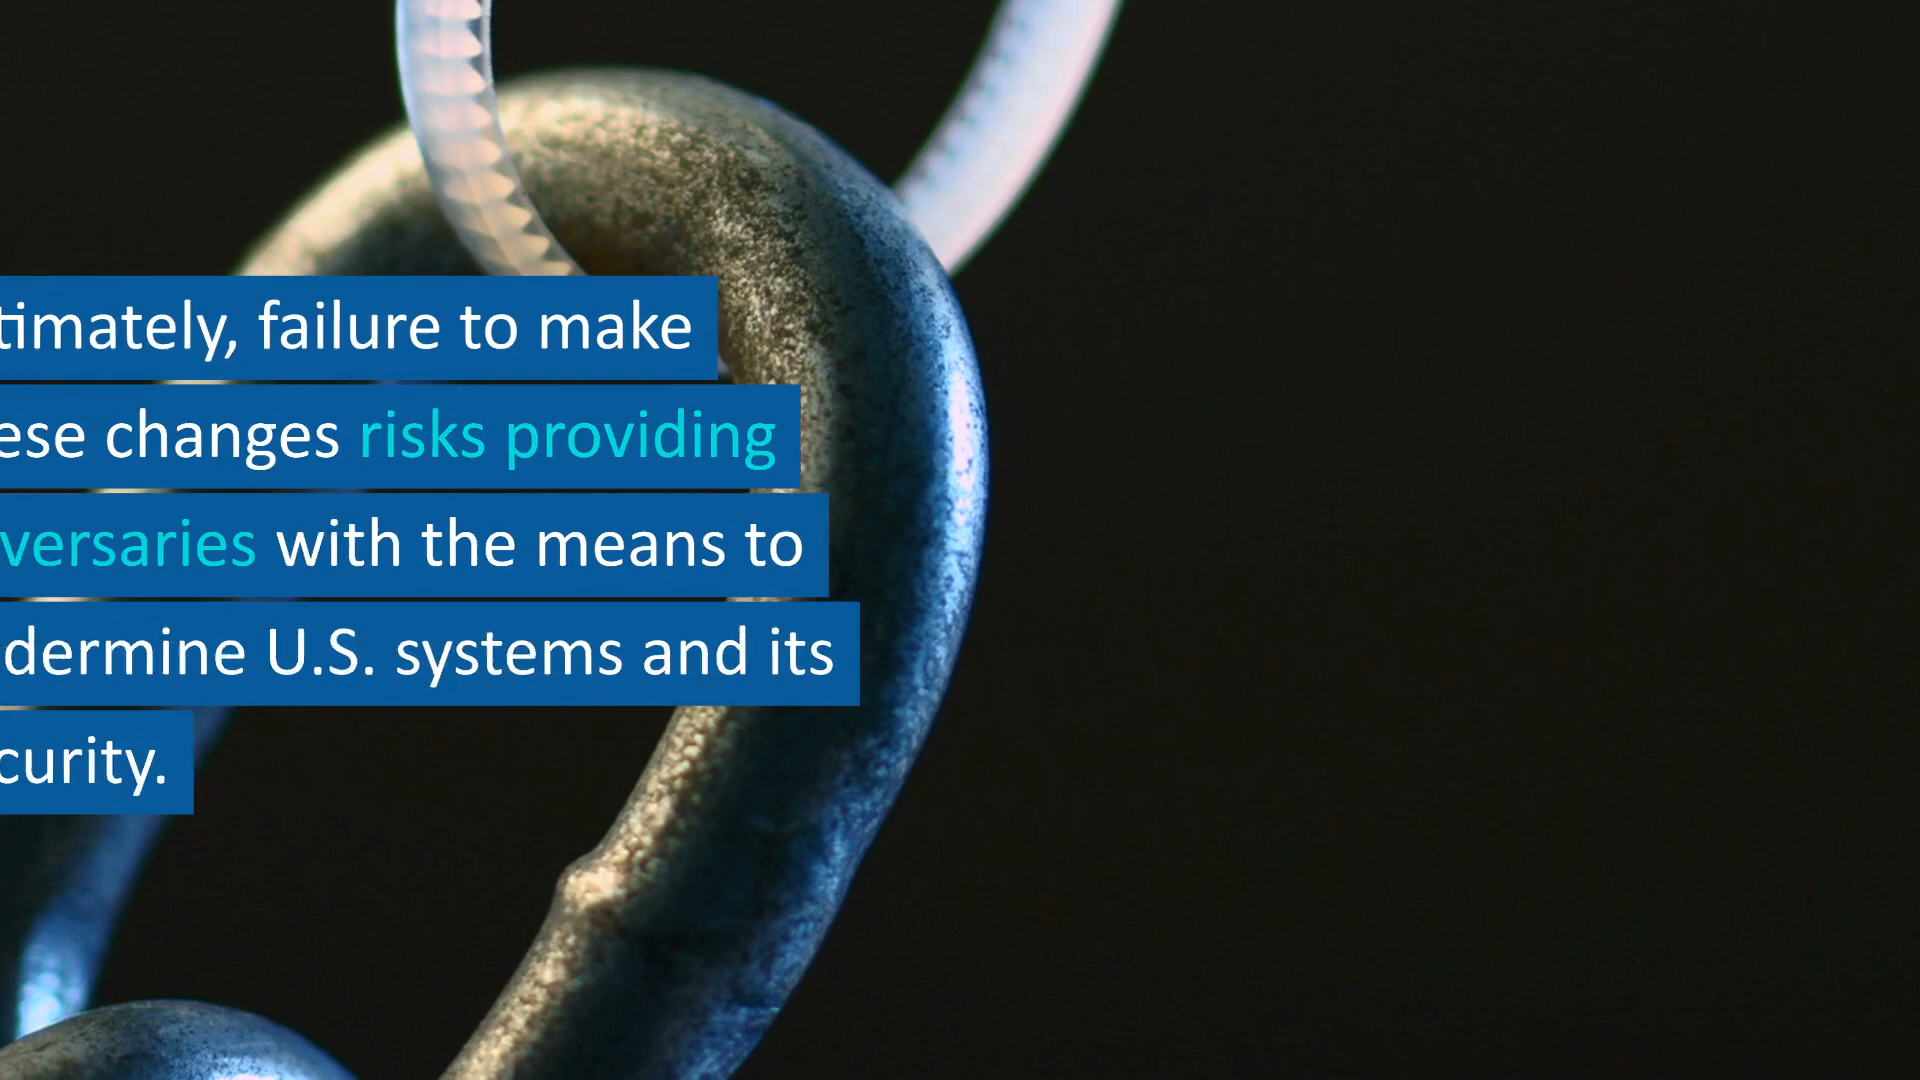 timately, failure to make
ese changes risks providing
versaries with the means to
dermine U.S. systems and its
curity.